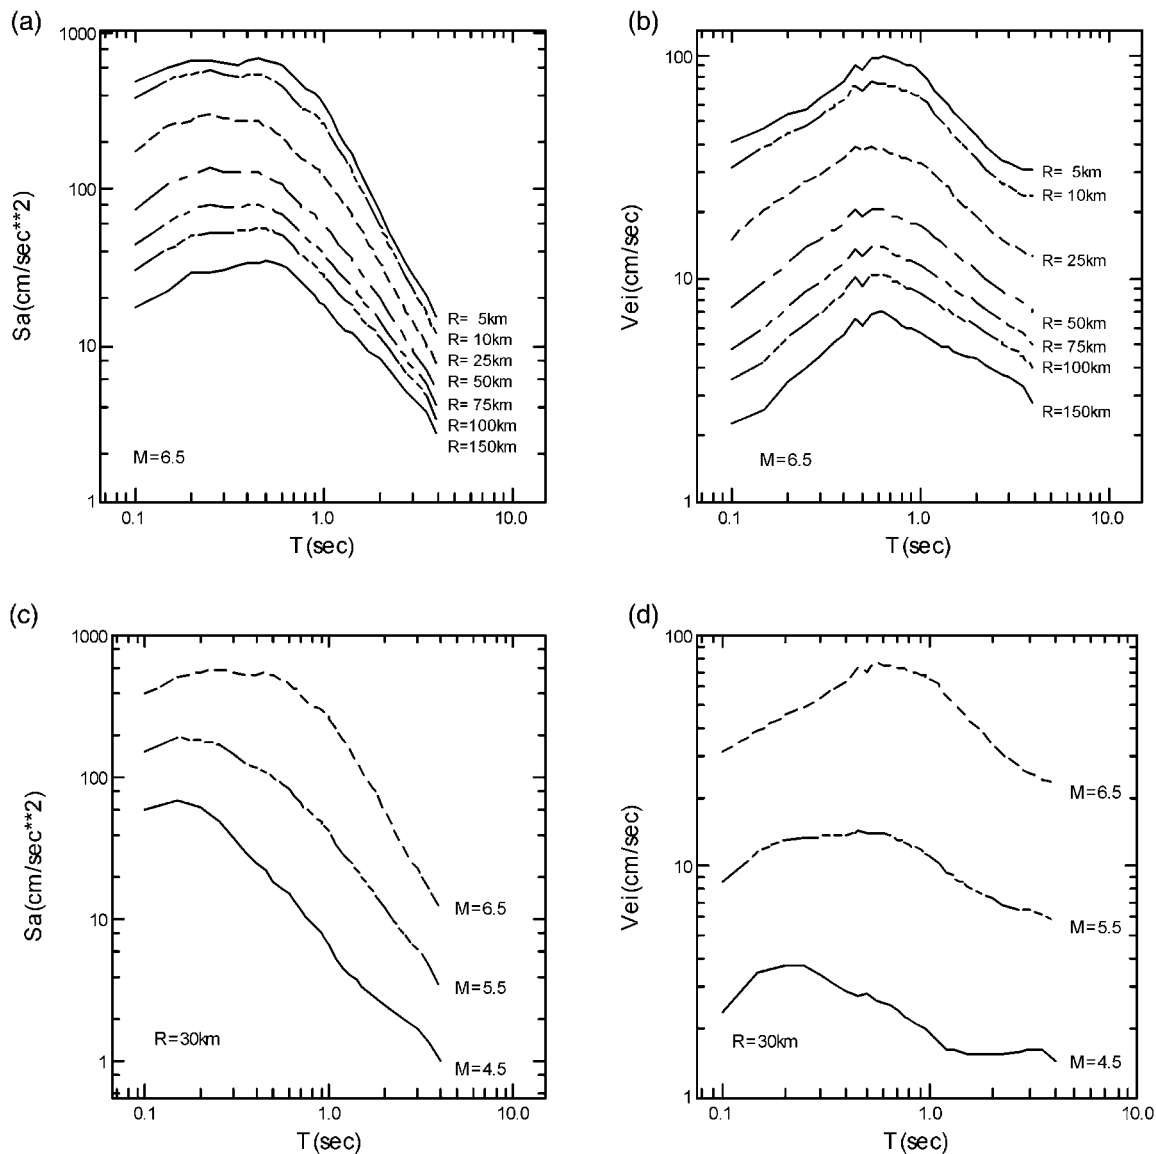 (a)
1000
100
10
1
Sa(cm/sec**2)
R= 5km
R= 10km
R= 25km
R= 50km
R= 75km
R=100km
R=150km
M=6.5
0.1
1.0
10.0
T(sec)
(b)
100
10
1
Vei(cm/sec)
R= 5km
R= 10km
R= 25km
R= 50km
R= 75km
R=100km
R=150km
M=6.5
0.1
1.0
10.0
T(sec)
(c)
1000
100
10
1
Sa(cm/sec**2)
M=6.5
M=5.5
M=4.5
R=30km
0.1
1.0
10.0
T(sec)
(d)
100
10
1
Vei(cm/sec)
M=6.5
M=5.5
M=4.5
R=30km
0.1
1.0
10.0
T(sec)